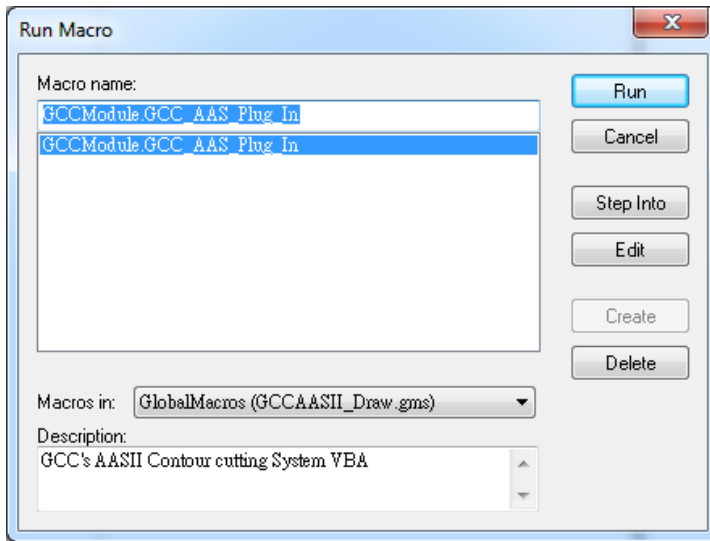 Run Macro
Macro name:
GCCModule.GCC_AAS_Plug_In
GCCModule.GCC_AAS_Plug_In
Run
Cancel
Step Into
Edit
Create
Delete
Macros in: GlobalMacros (GCCAASII_Draw.gms)
Description:
GCC's AASII Contour cutting System VBA